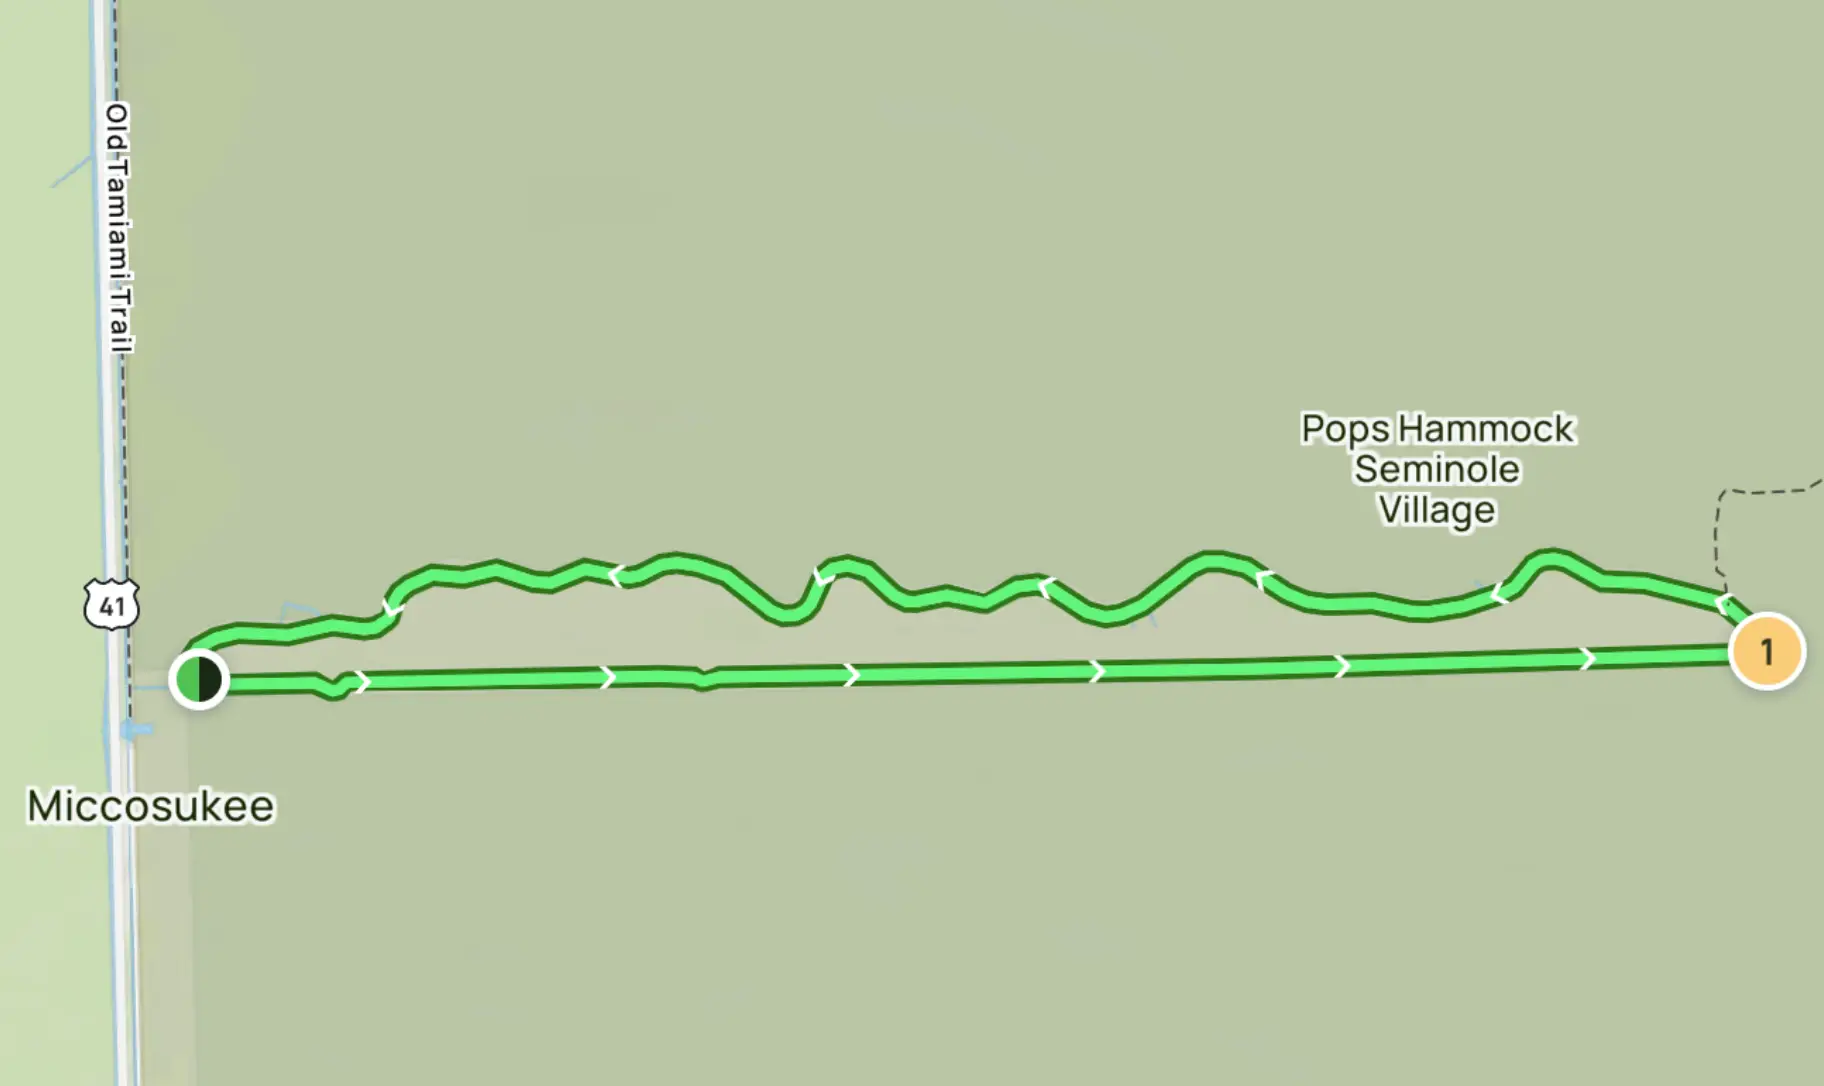 Old Tamiami Trail
Pops Hammock
Seminole
Village
41
1
Miccosukee